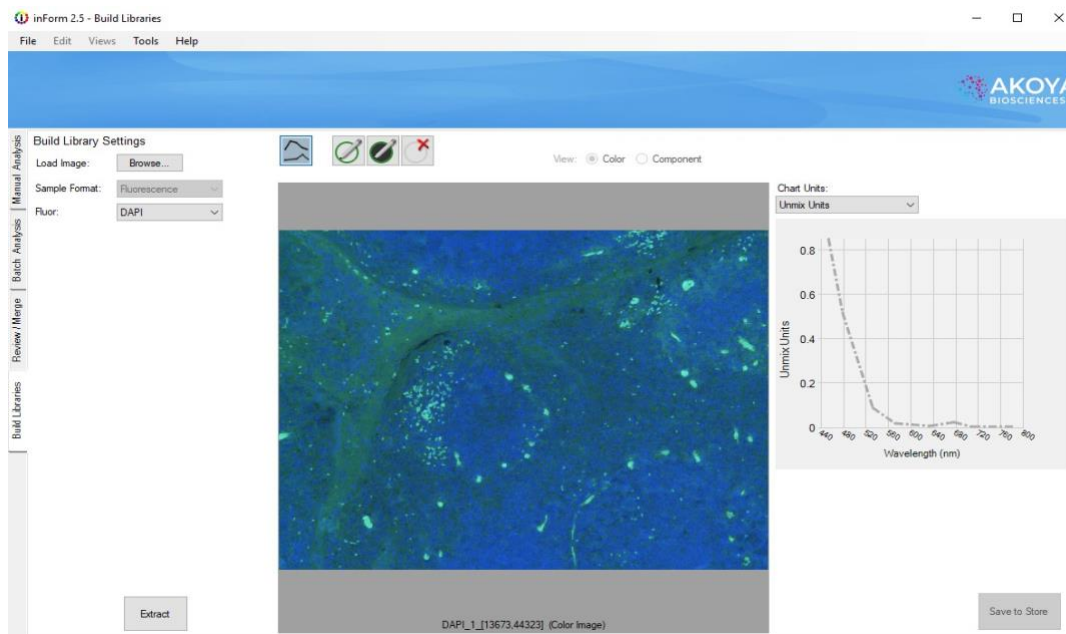 inForm 2.5 - Build Libraries
File Edit Views Tools Help
AKOYA
BIOSCIENCES
Manual Analysis
Batch Analysis
Review / Merge
Build Libraries
Build Library Settings
Load Image: Browse...
Sample Format: Fluorescence
Fluor: DAPI
Extract
View: Color Component
DAPI_1_[13673,44323] (Color Image)
Chart Units:
Unmix Units
Unmix Units
0.8
0.6
0.4
0.2
0
440 480 520 560 600 640 680 720 760 800
Wavelength (nm)
Save to Store